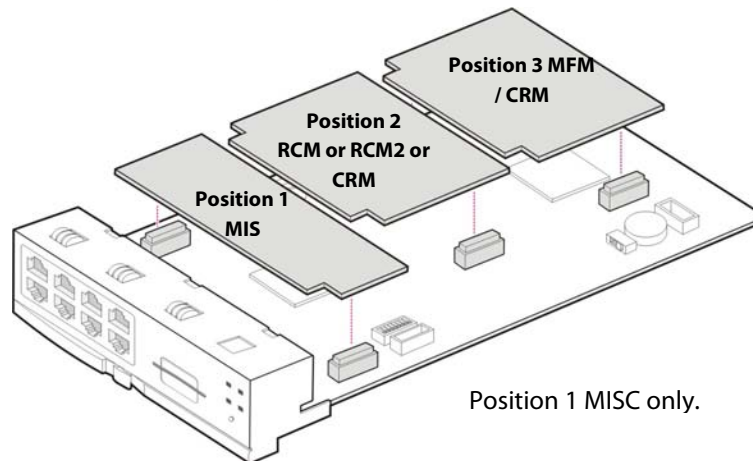 Position 3 MFM
/ CRM
Position 2
RCM or RCM2 or
CRM
Position 1
MIS
Position 1 MISC only.